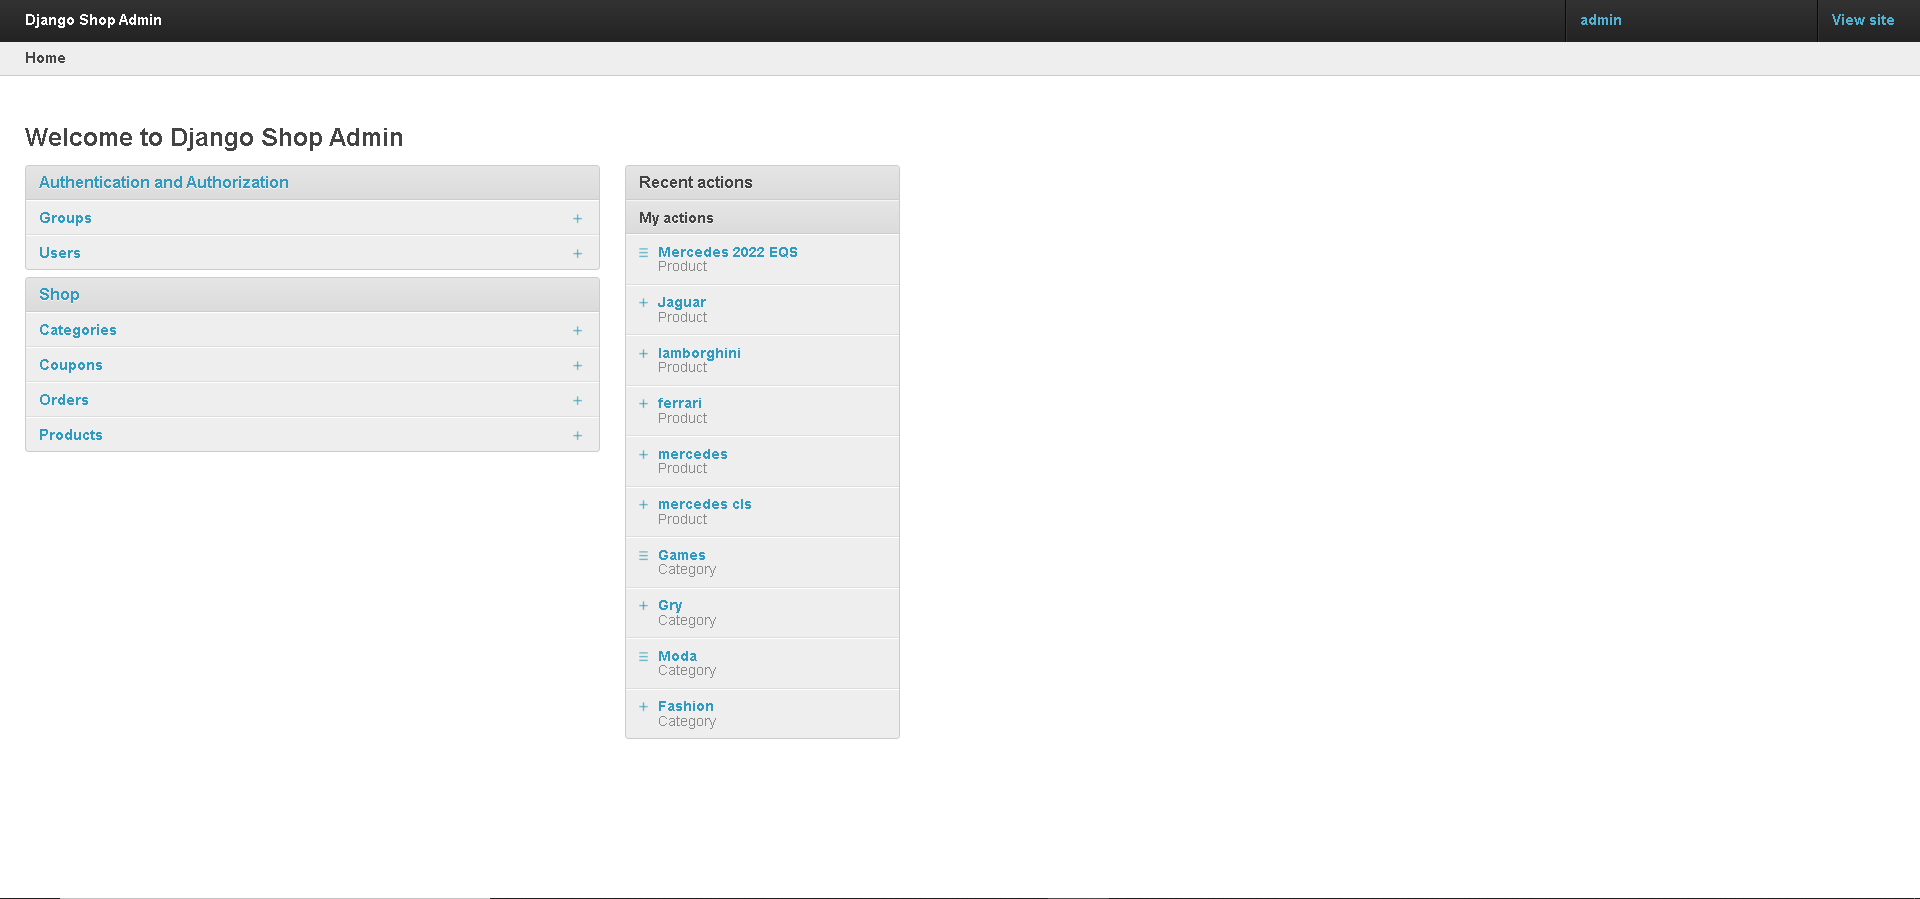 Django Shop Admin
admin
View site
Home
Welcome to Django Shop Admin
Authentication and Authorization
Groups
Users
Shop
Categories
Coupons
Orders
Products
Recent actions
My actions
Mercedes 2022 EQS
Product
Jaguar
Product
lamborghini
Product
ferrari
Product
mercedes
Product
mercedes cls
Product
Games
Category
Gry
Category
Moda
Category
Fashion
Category